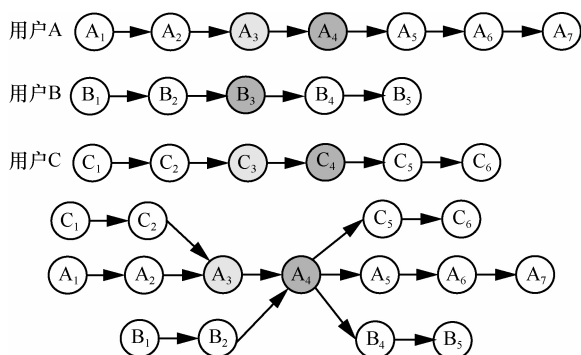 用户A A₁ A₂ A₃ A₄ A₅ A₆ A₇
用户B B₁ B₂ B₃ B₄ B₅
用户C C₁ C₂ C₃ C₄ C₅ C₆
C₁ C₂ C₅ C₆
A₁ A₂ A₃ A₄ A₅ A₆ A₇
B₁ B₂ B₄ B₅